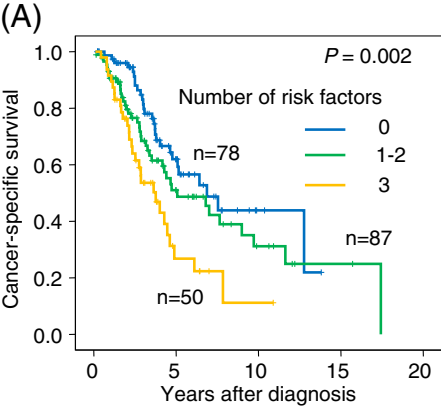 (A)
P = 0.002
Number of risk factors
0
1-2
3
n=78
n=87
n=50
Cancer-specific survival
1.0
0.8
0.6
0.4
0.2
0.0
0 5 10 15 20
Years after diagnosis